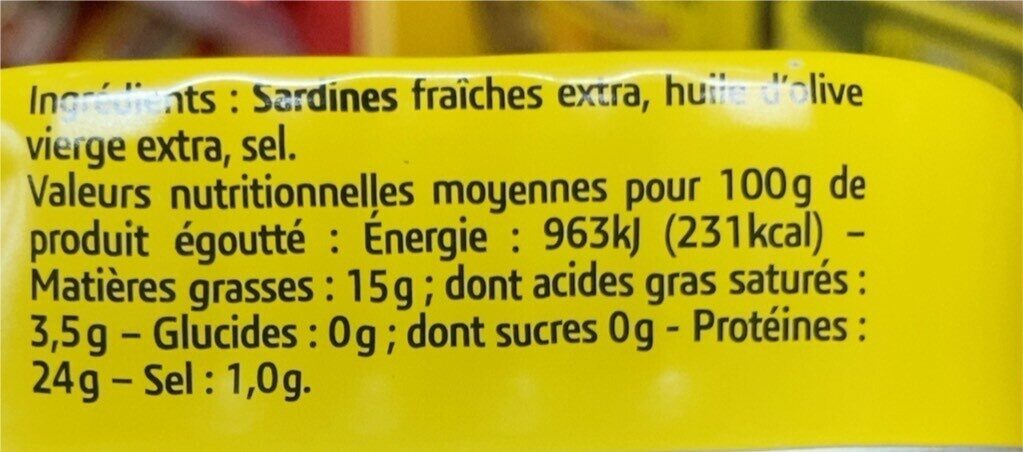 Ingrédients : Sardines fraîches extra, huile d'olive
vierge extra, sel.
Valeurs nutritionnelles moyennes pour 100g de
produit égoutté : Énergie : 963kJ (231kcal) –
Matières grasses : 15g ; dont acides gras saturés :
3,5g – Glucides : 0g ; dont sucres 0g - Protéines :
24g – Sel : 1,0g.